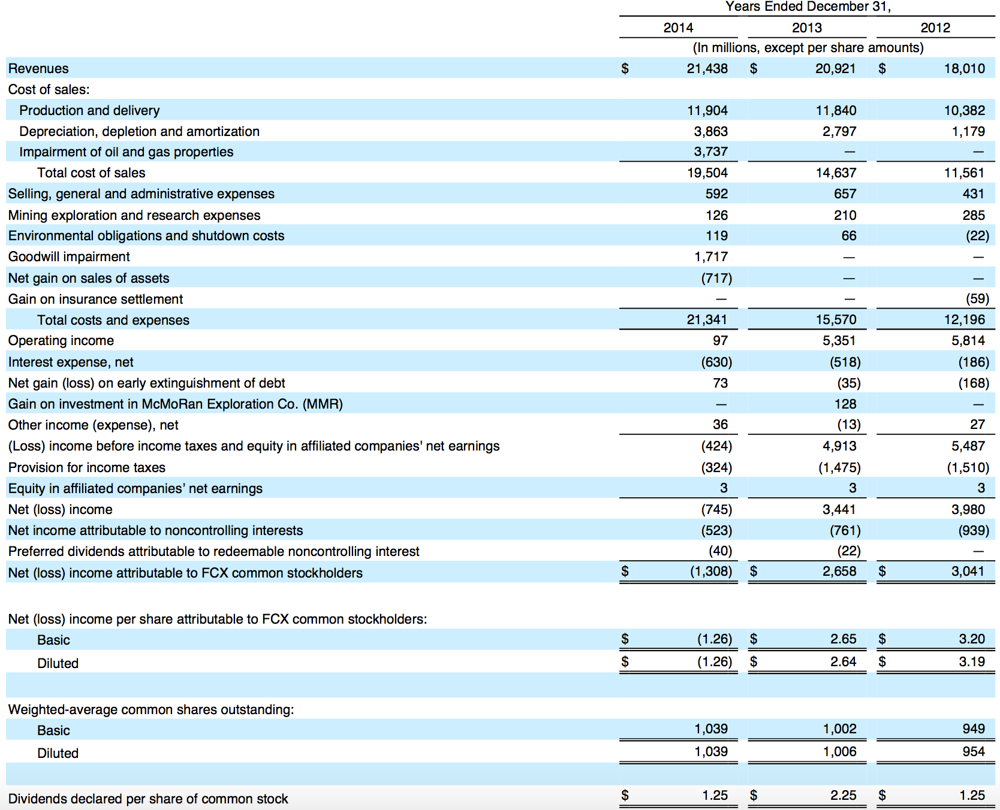 Years Ended December 31,
2014 2013 2012
(In millions, except per share amounts)
Revenues $ 21,438 $ 20,921 $ 18,010
Cost of sales:
Production and delivery 11,904 11,840 10,382
Depreciation, depletion and amortization 3,863 2,797 1,179
Impairment of oil and gas properties 3,737 — —
Total cost of sales 19,504 14,637 11,561
Selling, general and administrative expenses 592 657 431
Mining exploration and research expenses 126 210 285
Environmental obligations and shutdown costs 119 66 (22)
Goodwill impairment 1,717 — —
Net gain on sales of assets (717) — —
Gain on insurance settlement — — (59)
Total costs and expenses 21,341 15,570 12,196
Operating income 97 5,351 5,814
Interest expense, net (630) (518) (186)
Net gain (loss) on early extinguishment of debt 73 (35) (168)
Gain on investment in McMoRan Exploration Co. (MMR) — 128 —
Other income (expense), net 36 (13) 27
(Loss) income before income taxes and equity in affiliated companies' net earnings (424) 4,913 5,487
Provision for income taxes (324) (1,475) (1,510)
Equity in affiliated companies’ net earnings 3 3 3
Net (loss) income (745) 3,441 3,980
Net income attributable to noncontrolling interests (523) (761) (939)
Preferred dividends attributable to redeemable noncontrolling interest (40) (22) —
Net (loss) income attributable to FCX common stockholders $ (1,308) $ 2,658 $ 3,041
Net (loss) income per share attributable to FCX common stockholders:
Basic $ (1.26) $ 2.65 $ 3.20
Diluted $ (1.26) $ 2.64 $ 3.19
Weighted-average common shares outstanding:
Basic 1,039 1,002 949
Diluted 1,039 1,006 954
Dividends declared per share of common stock $ 1.25 $ 2.25 $ 1.25